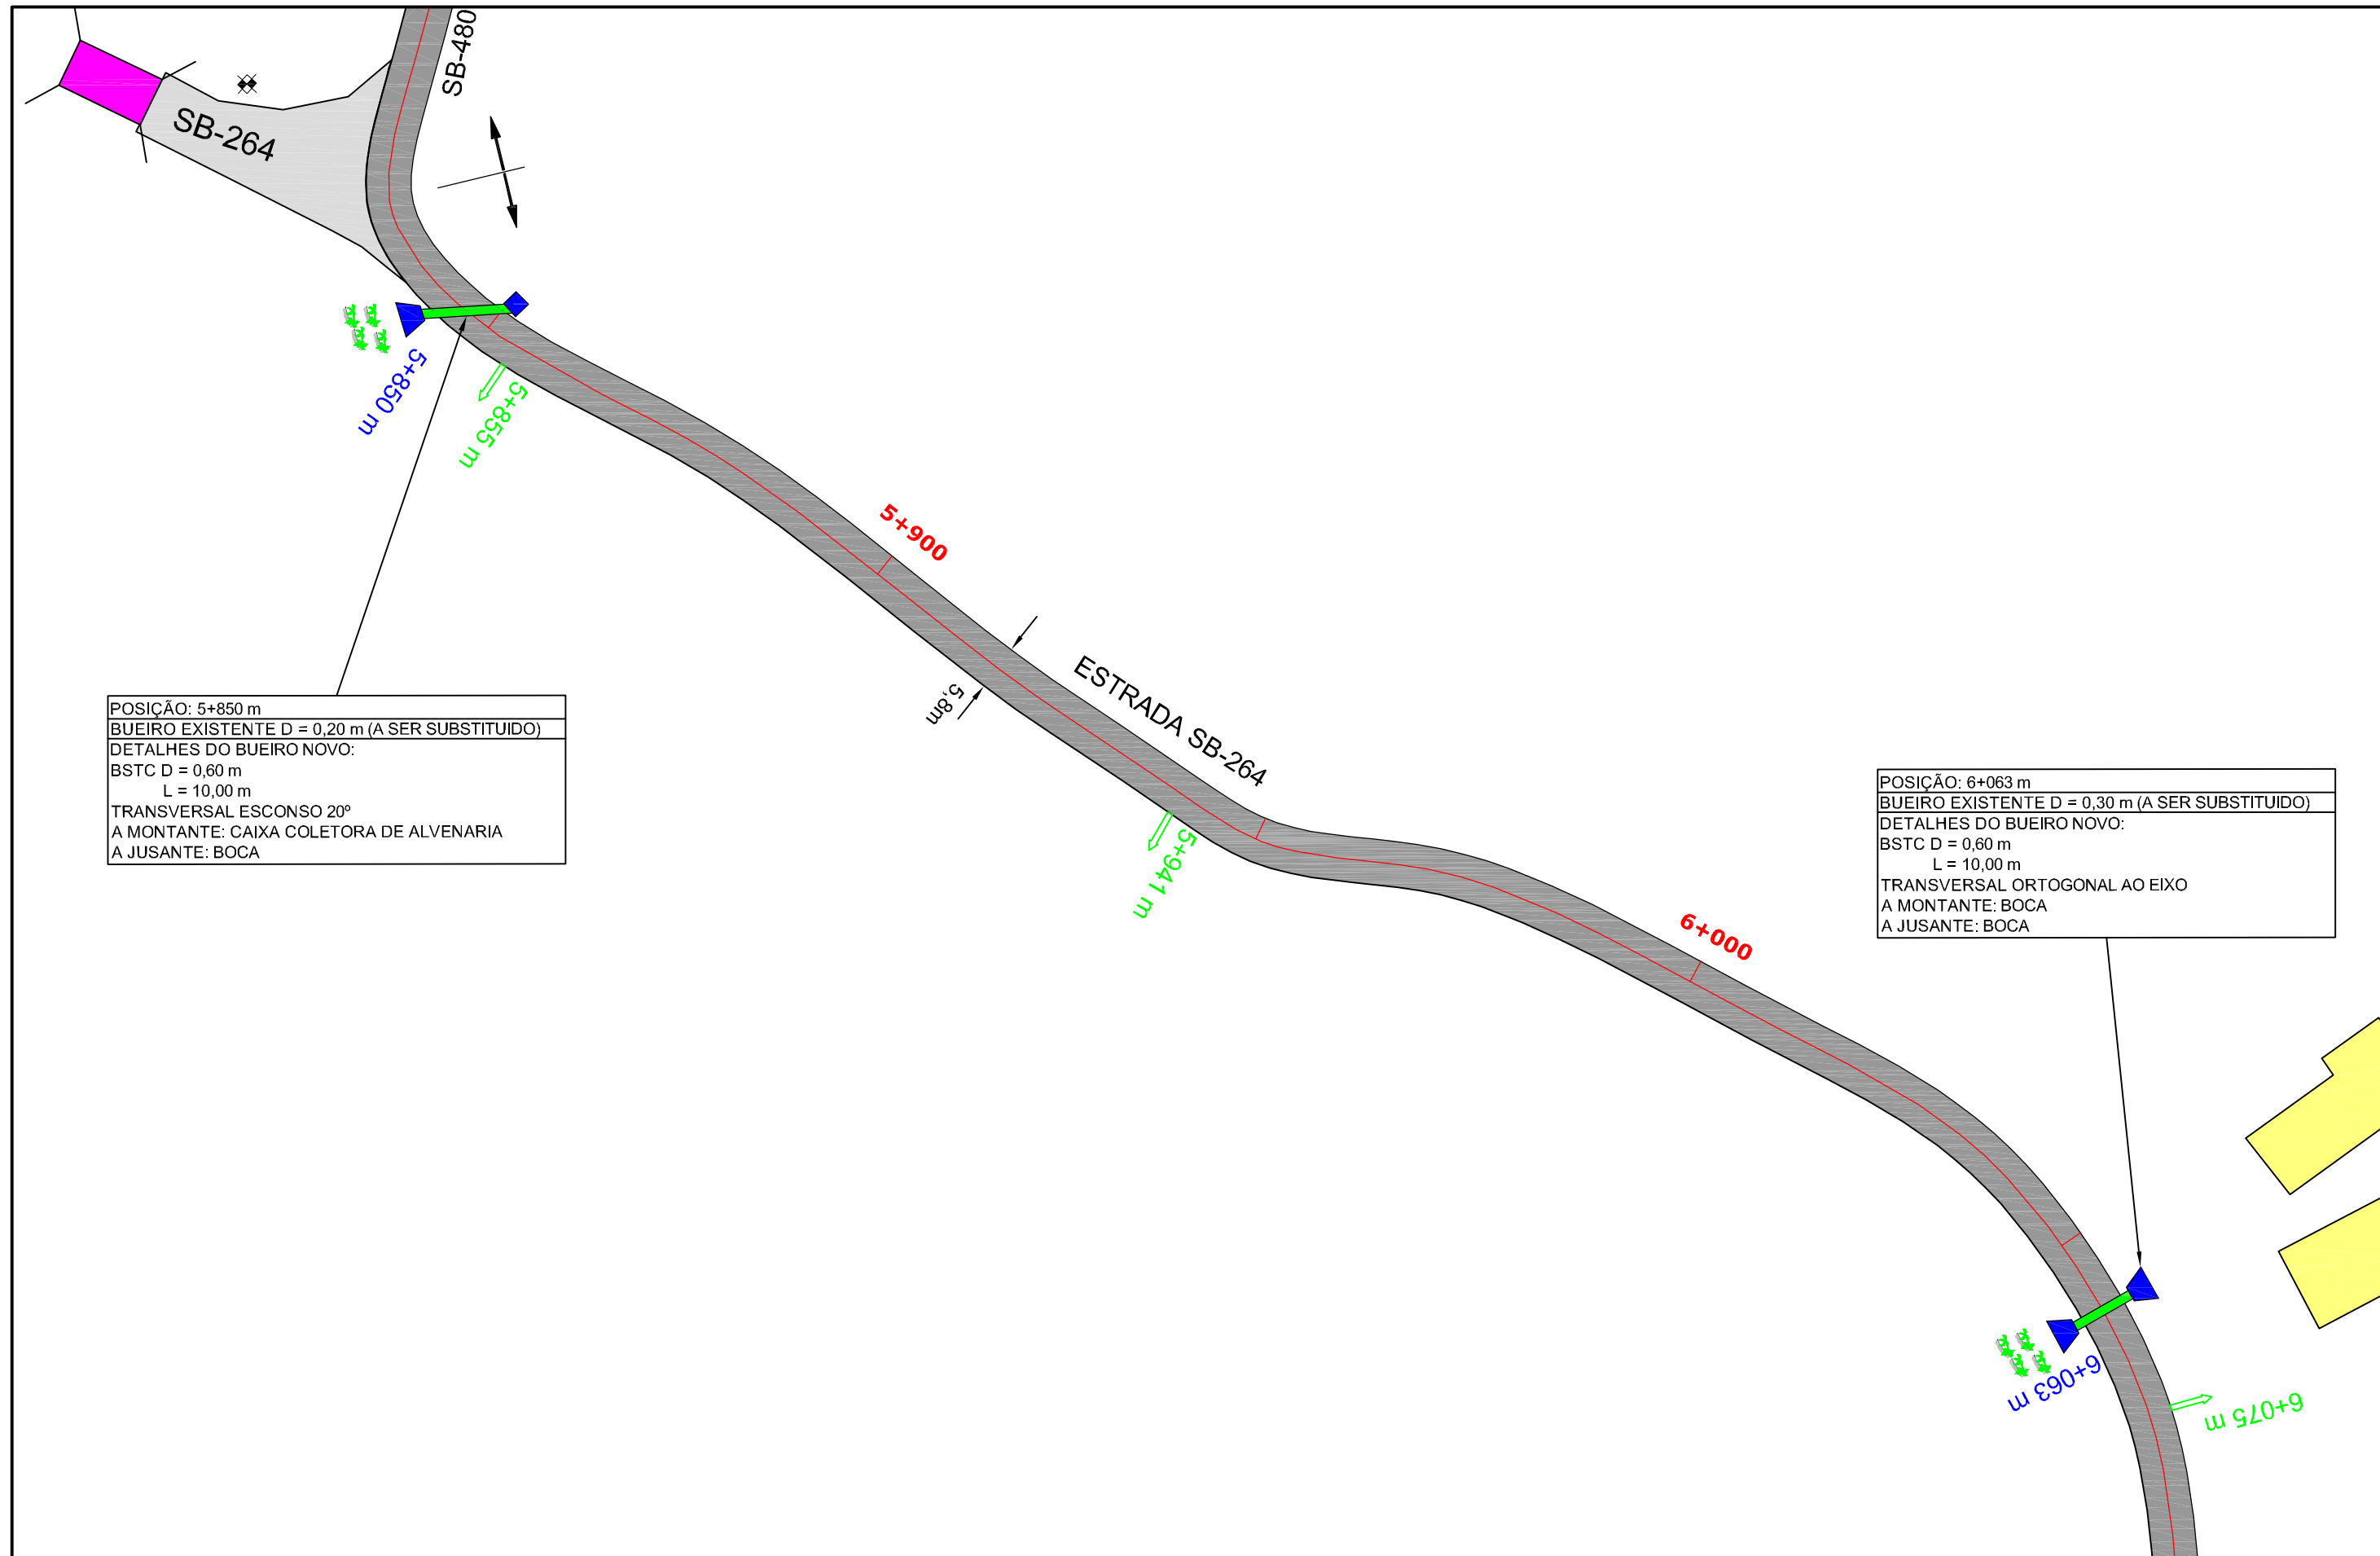 SB-480
SB-264
5+850 m
5+855 m
5+900
5,8m
ESTRADA SB-264
5+941 m
6+000
POSIÇÃO: 5+850 m
BUEIRO EXISTENTE D = 0,20 m (A SER SUBSTITUIDO)
DETALHES DO BUEIRO NOVO:
BSTC D = 0,60 m
L = 10,00 m
TRANSVERSAL ESCONSO 20º
A MONTANTE: CAIXA COLETORA DE ALVENARIA
A JUSANTE: BOCA
POSIÇÃO: 6+063 m
BUEIRO EXISTENTE D = 0,30 m (A SER SUBSTITUIDO)
DETALHES DO BUEIRO NOVO:
BSTC D = 0,60 m
L = 10,00 m
TRANSVERSAL ORTOGONAL AO EIXO
A MONTANTE: BOCA
A JUSANTE: BOCA
6+063 m
6+075 m